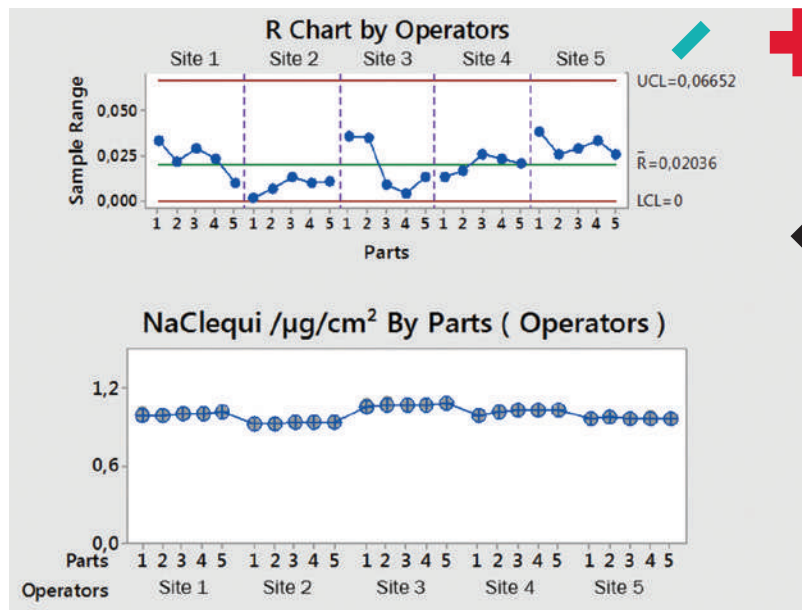 R Chart by Operators
Site 1 Site 2 Site 3 Site 4 Site 5
Sample Range
0,050
0,025
0,000
UCL=0,06652
R̄=0,02036
LCL=0
1 2 3 4 5 1 2 3 4 5 1 2 3 4 5 1 2 3 4 5 1 2 3 4 5
Parts
NaClequi /µg/cm² By Parts ( Operators )
1,2
0,6
0,0
Parts 1 2 3 4 5 1 2 3 4 5 1 2 3 4 5 1 2 3 4 5 1 2 3 4 5
Operators Site 1 Site 2 Site 3 Site 4 Site 5